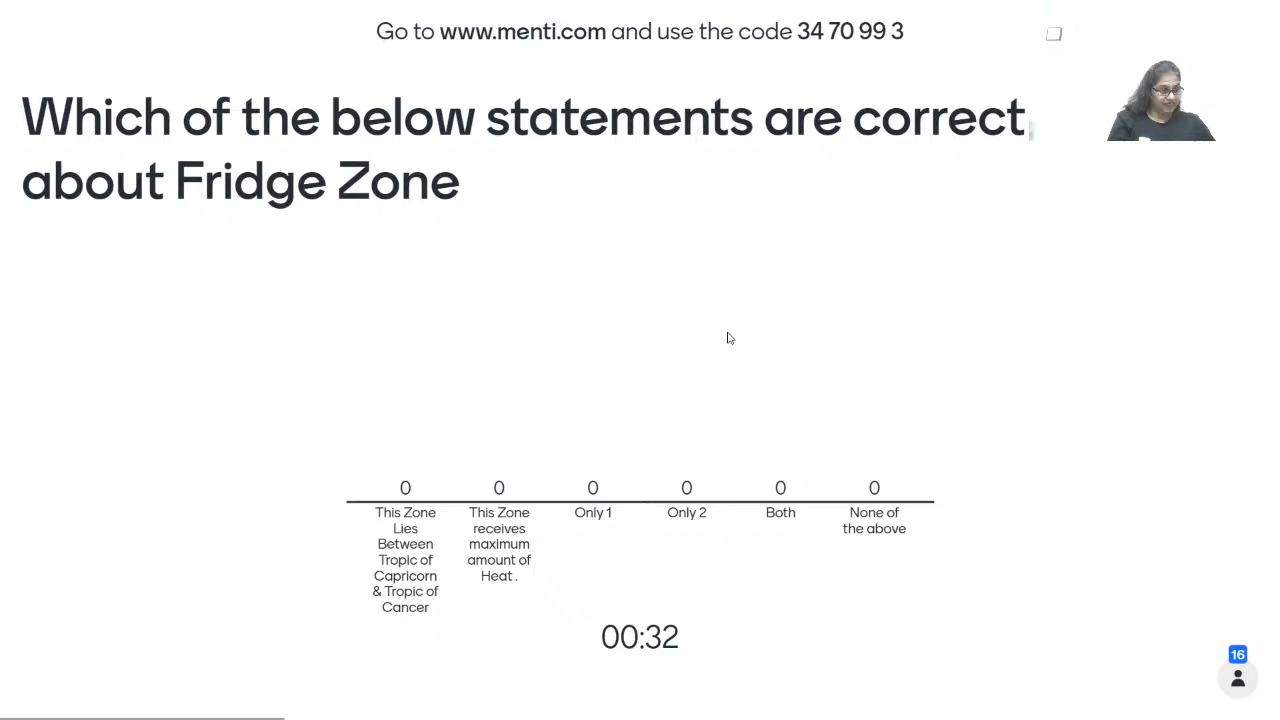 Go to www.menti.com and use the code 34 70 99 3
Which of the below statements are correct
about Fridge Zone
0
0
0
0
0
0
This Zone
Lies
Between
Tropic of
Capricorn
& Tropic of
Cancer
This Zone
receives
maximum
amount of
Heat .
Only 1
Only 2
Both
None of
the above
00:32
16